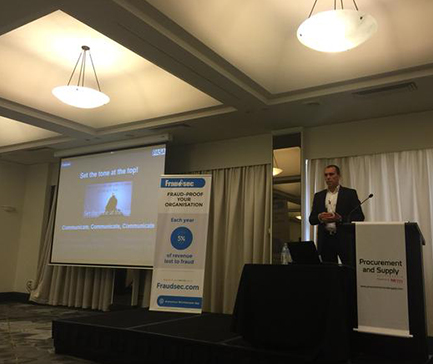 Set the tone at the top!
Communicate, Communicate, Communicate
Fraudsec
FRAUD-PROOF
YOUR
ORGANISATION
Each year
5%
of revenue
lost to fraud
Fraudsec.com
Procurement
and Supply